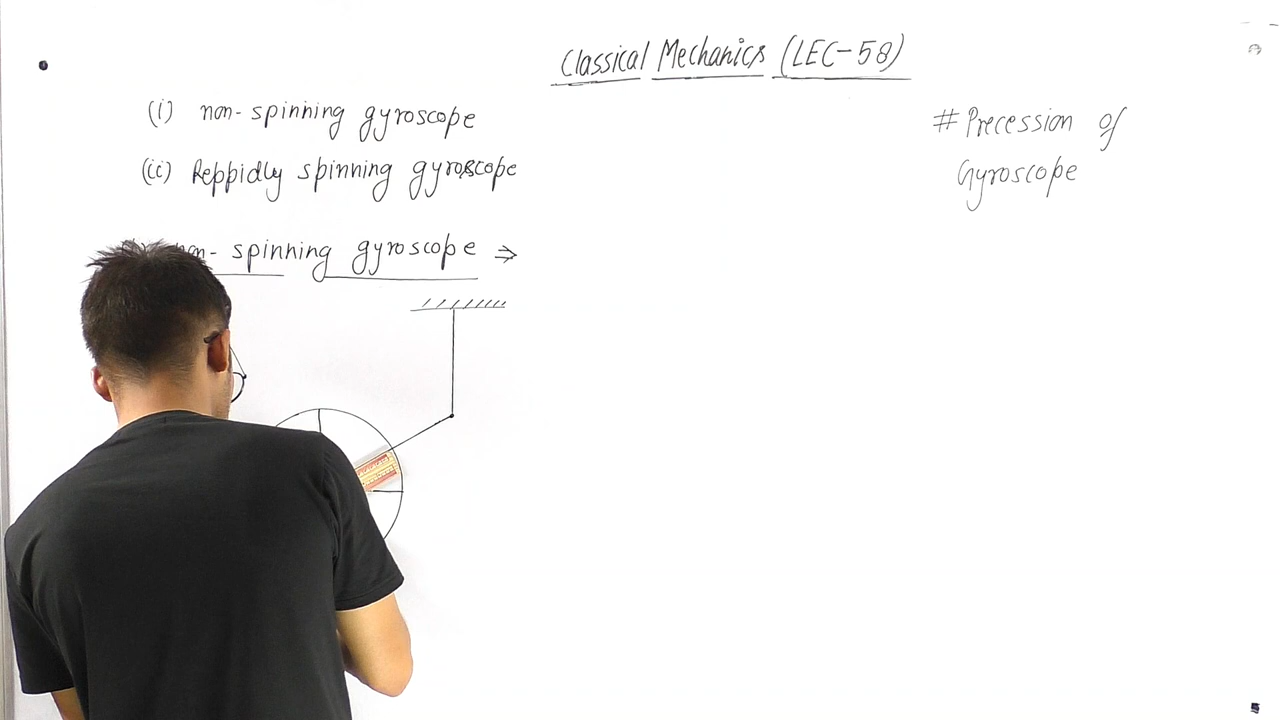 Classical Mechanics (LEC-58)
(i) non-spinning gyroscope
(ii) Reppidly spinning gyroscope
# Precession of
Gyroscope
spinning gyroscope ⇒